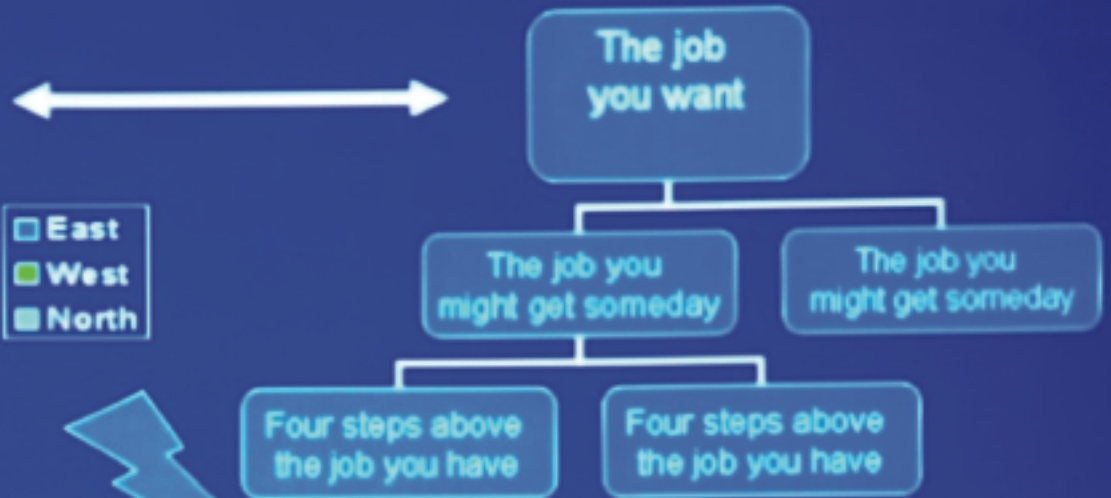 The job
you want
East
West
North
The job you
might get someday
The job you
might get someday
Four steps above
the job you have
Four steps above
the job you have